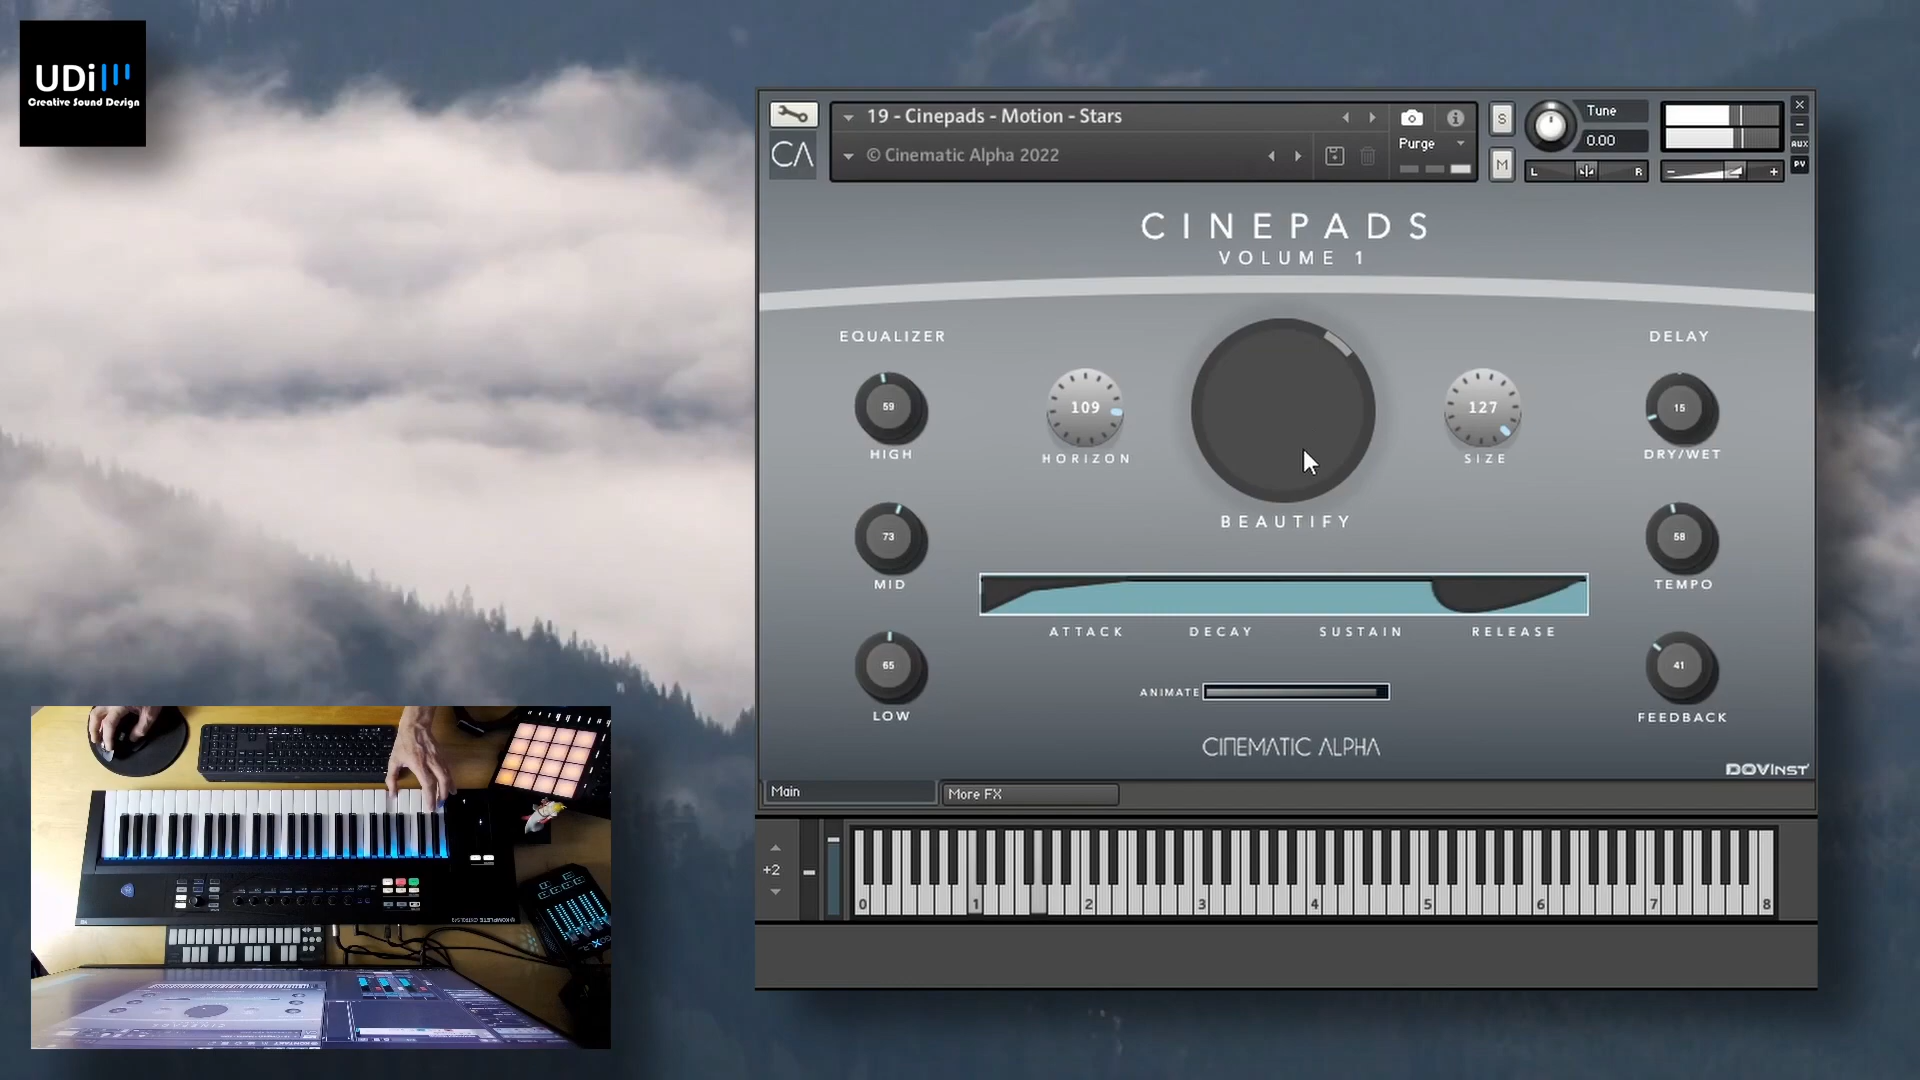 UDi
Creative Sound Design
19 - Cinepads - Motion - Stars
© Cinematic Alpha 2022
CA
Purge
S
M
Tune
0.00
L
R
AUX
PV
CINEPADS
VOLUME 1
EQUALIZER
DELAY
59
HIGH
109
HORIZON
BEAUTIFY
127
SIZE
15
DRY/WET
73
MID
58
TEMPO
ATTACK
DECAY
SUSTAIN
RELEASE
65
LOW
ANIMATE
41
FEEDBACK
CINEMATIC ALPHA
DOVINST
Main
More FX
+2
0 1 2 3 4 5 6 7 8